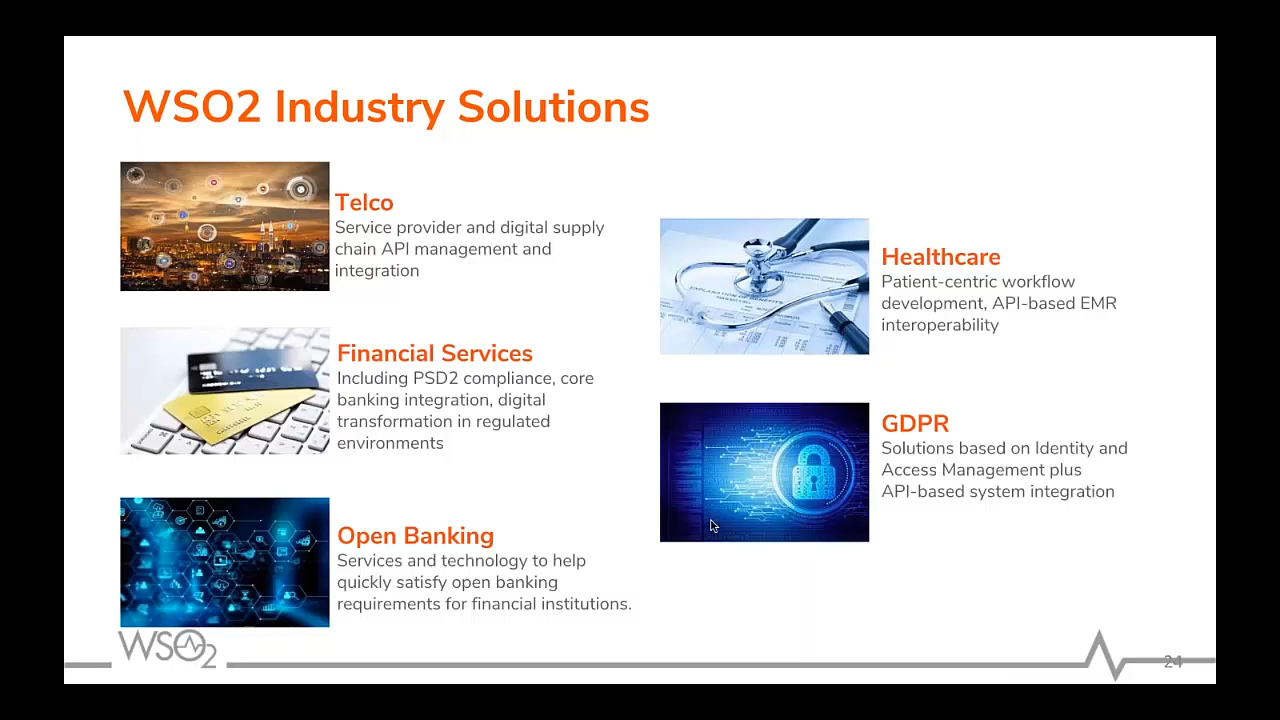 WSO2 Industry Solutions
Telco
Service provider and digital supply
chain API management and
integration
Financial Services
Including PSD2 compliance, core
banking integration, digital
transformation in regulated
environments
Open Banking
Services and technology to help
quickly satisfy open banking
requirements for financial institutions.
Healthcare
Patient-centric workflow
development, API-based EMR
interoperability
EXPLANATION OF BENEFITS
GDPR
Solutions based on Identity and
Access Management plus
API-based system integration
WSO2
24